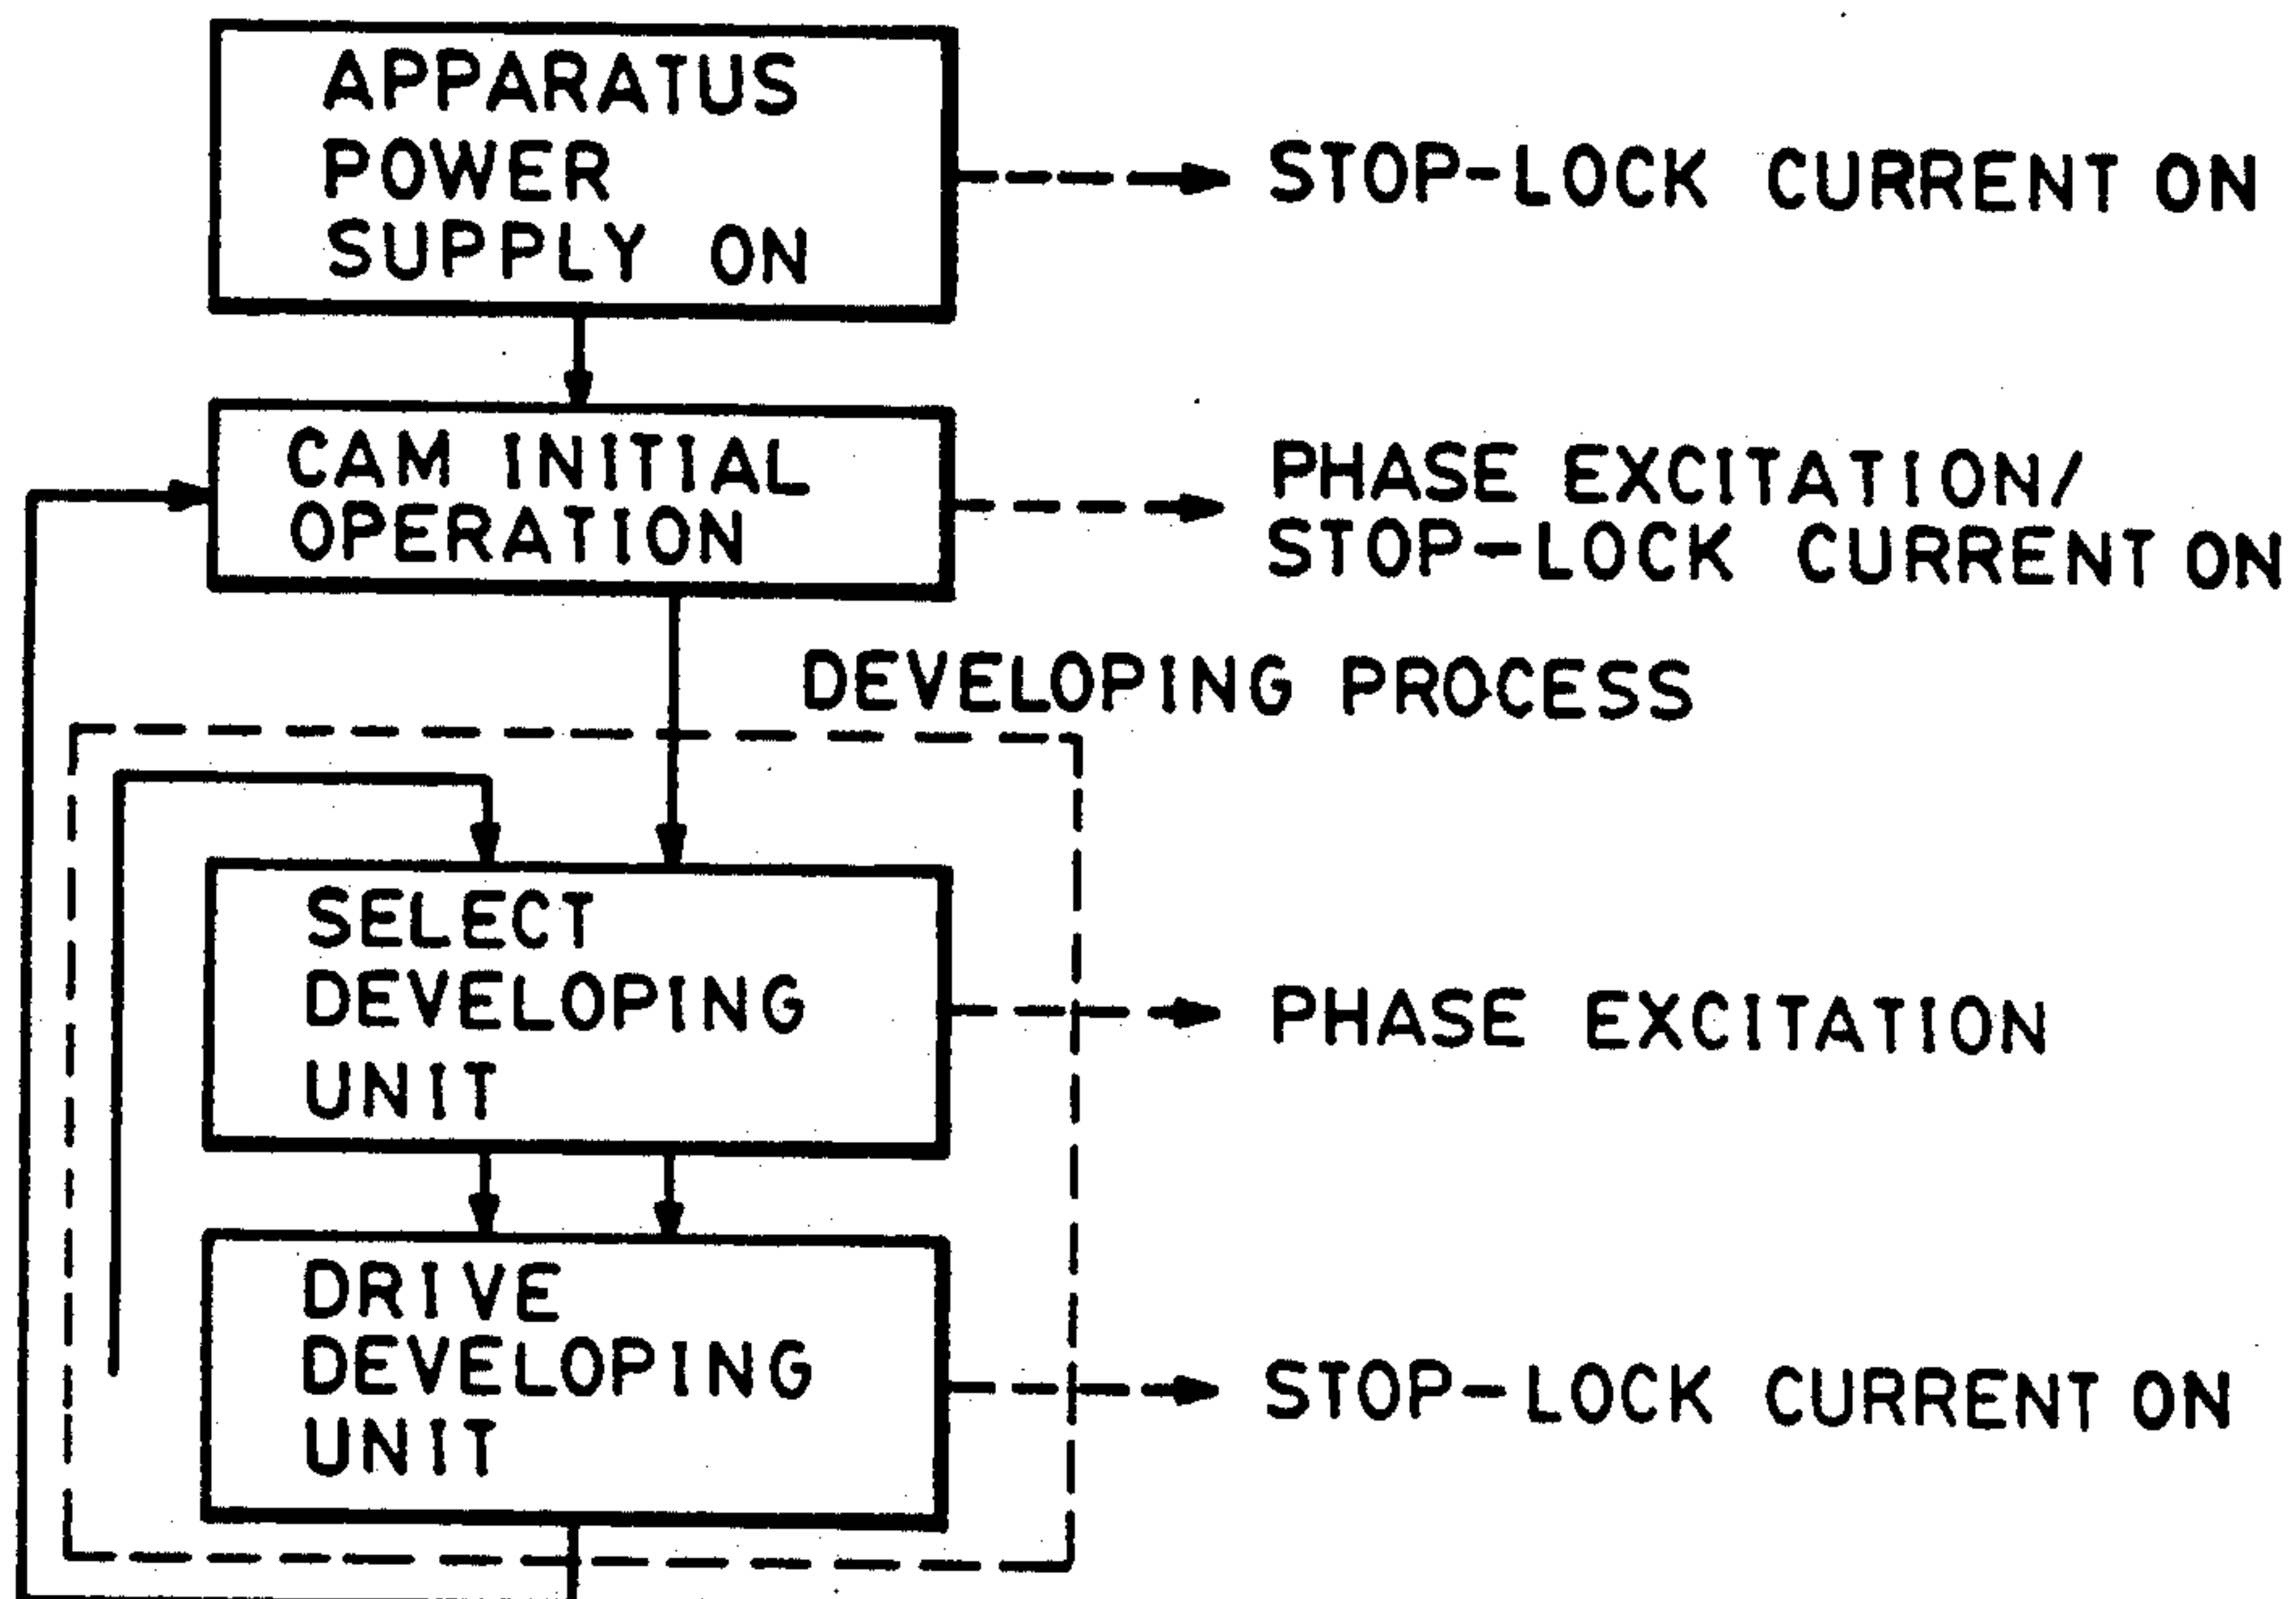 APPARATUS
POWER
SUPPLY ON
STOP-LOCK CURRENT ON
CAM INITIAL
OPERATION
PHASE EXCITATION/
STOP-LOCK CURRENT ON
DEVELOPING PROCESS
SELECT
DEVELOPING
UNIT
PHASE EXCITATION
DRIVE
DEVELOPING
UNIT
STOP-LOCK CURRENT ON